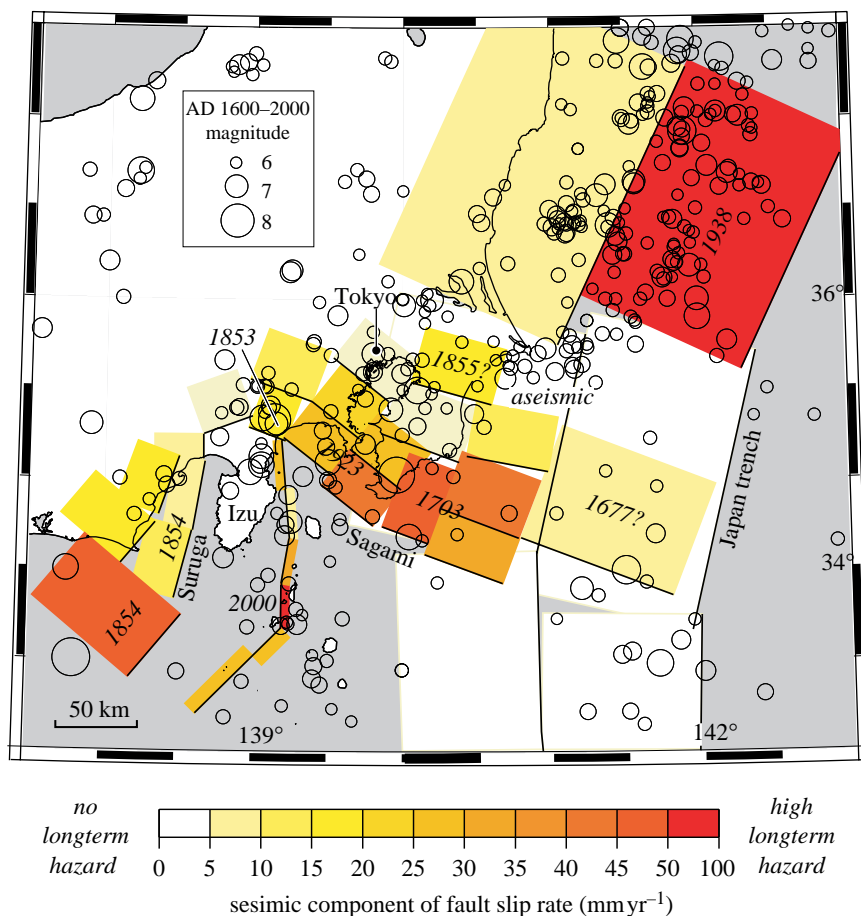 AD 1600–2000
magnitude
6
7
8
1938
36°
Tokyo
1853
1855?
aseismic
23
1703
1677?
Izu
1854
Suruga
Sagami
Japan trench
34°
2000
1854
50 km
139°
142°
no
longterm
hazard
high
longterm
hazard
0 5 10 15 20 25 30 35 40 45 50 100
sesimic component of fault slip rate (mm yr⁻¹)